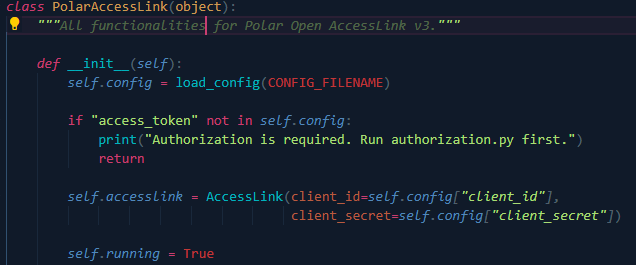 class PolarAccessLink(object):
"""All functionalities for Polar Open AccessLink v3."""
def __init__(self):
self.config = load_config(CONFIG_FILENAME)
if "access_token" not in self.config:
print("Authorization is required. Run authorization.py first.")
return
self.accesslink = AccessLink(client_id=self.config["client_id"],
client_secret=self.config["client_secret"])
self.running = True